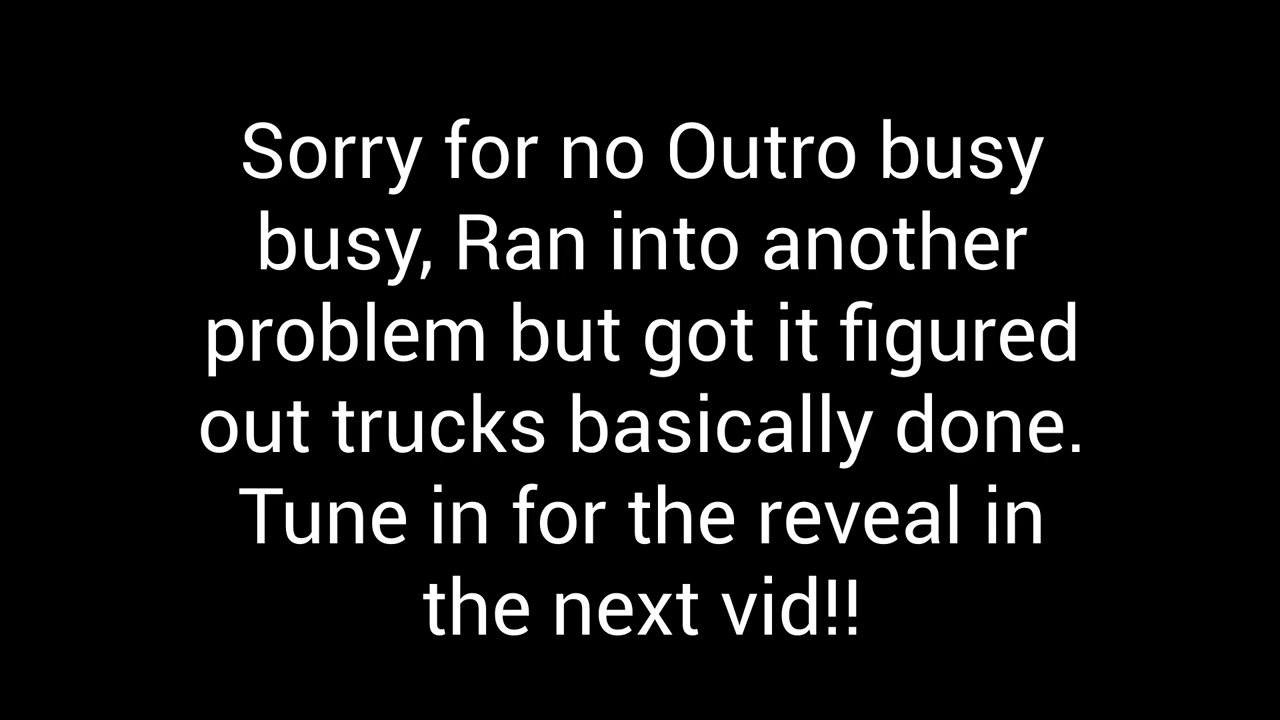 Sorry for no Outro busy
busy, Ran into another
problem but got it figured
out trucks basically done.
Tune in for the reveal in
the next vid!!